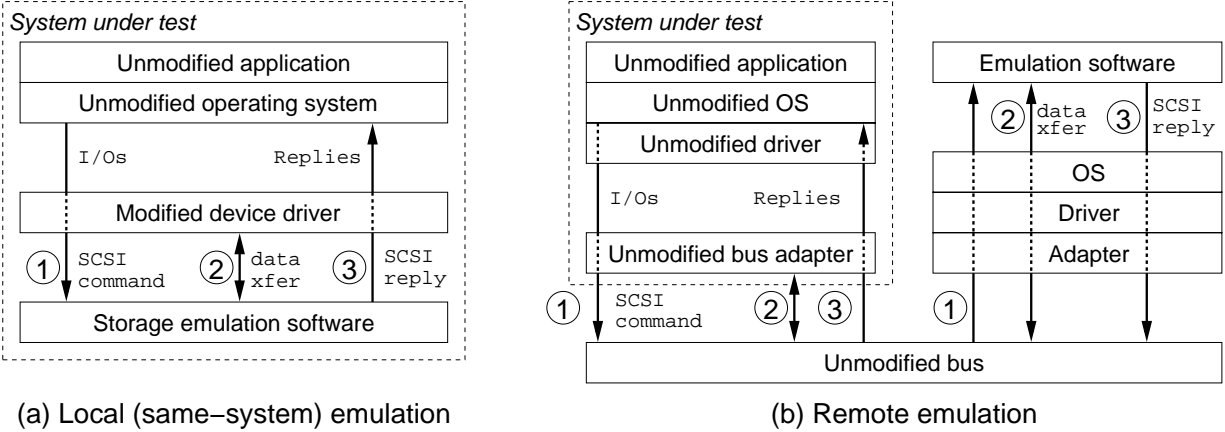 System under test
Unmodified application
Unmodified operating system
I/Os
Replies
Modified device driver
1
SCSI
command
2
data
xfer
3
SCSI
reply
Storage emulation software
(a) Local (same−system) emulation
System under test
Unmodified application
Unmodified OS
Unmodified driver
I/Os
Replies
Unmodified bus adapter
1
SCSI
command
2
3
Emulation software
2
data
xfer
3
SCSI
reply
OS
Driver
Adapter
1
Unmodified bus
(b) Remote emulation